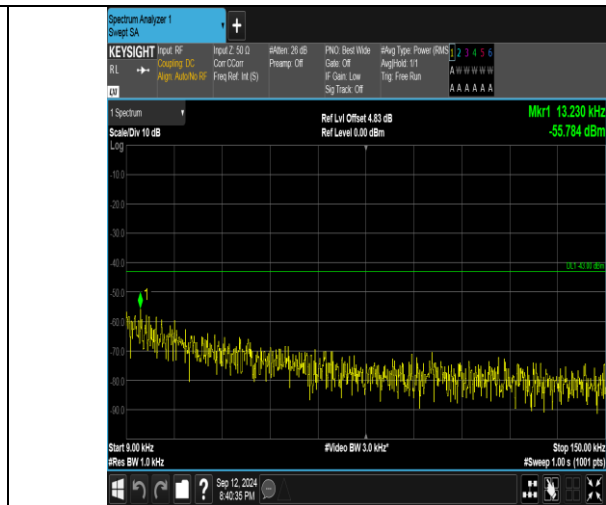 Spectrum Analyzer 1
Swept SA
+
KEYSIGHT Input: RF Input Z: 50 Ω #Atten: 26 dB PNO: Best Wide #Avg Type: Power (RMS 1 2 3 4 5 6
RL Coupling: DC Corr CCorr Preamp: Off Gate: Off Avg|Hold: 1/1 A W W W W W
Align: Auto/No RF Freq Ref: Int (S) IF Gain: Low Trig: Free Run
Sig Track: Off A A A A A A
1 Spectrum Ref Lvl Offset 4.83 dB Mkr1 13.230 kHz
Scale/Div 10 dB Ref Level 0.00 dBm -55.784 dBm
Log
-10.0
-20.0
-30.0
-40.0
DL1 -43.00 dBm
1
-50.0
-60.0
-70.0
-80.0
-90.0
Start 9.00 kHz #Video BW 3.0 kHz* Stop 150.00 kHz
#Res BW 1.0 kHz #Sweep 1.00 s (1001 pts)
? Sep 12, 2024
8:40:35 PM